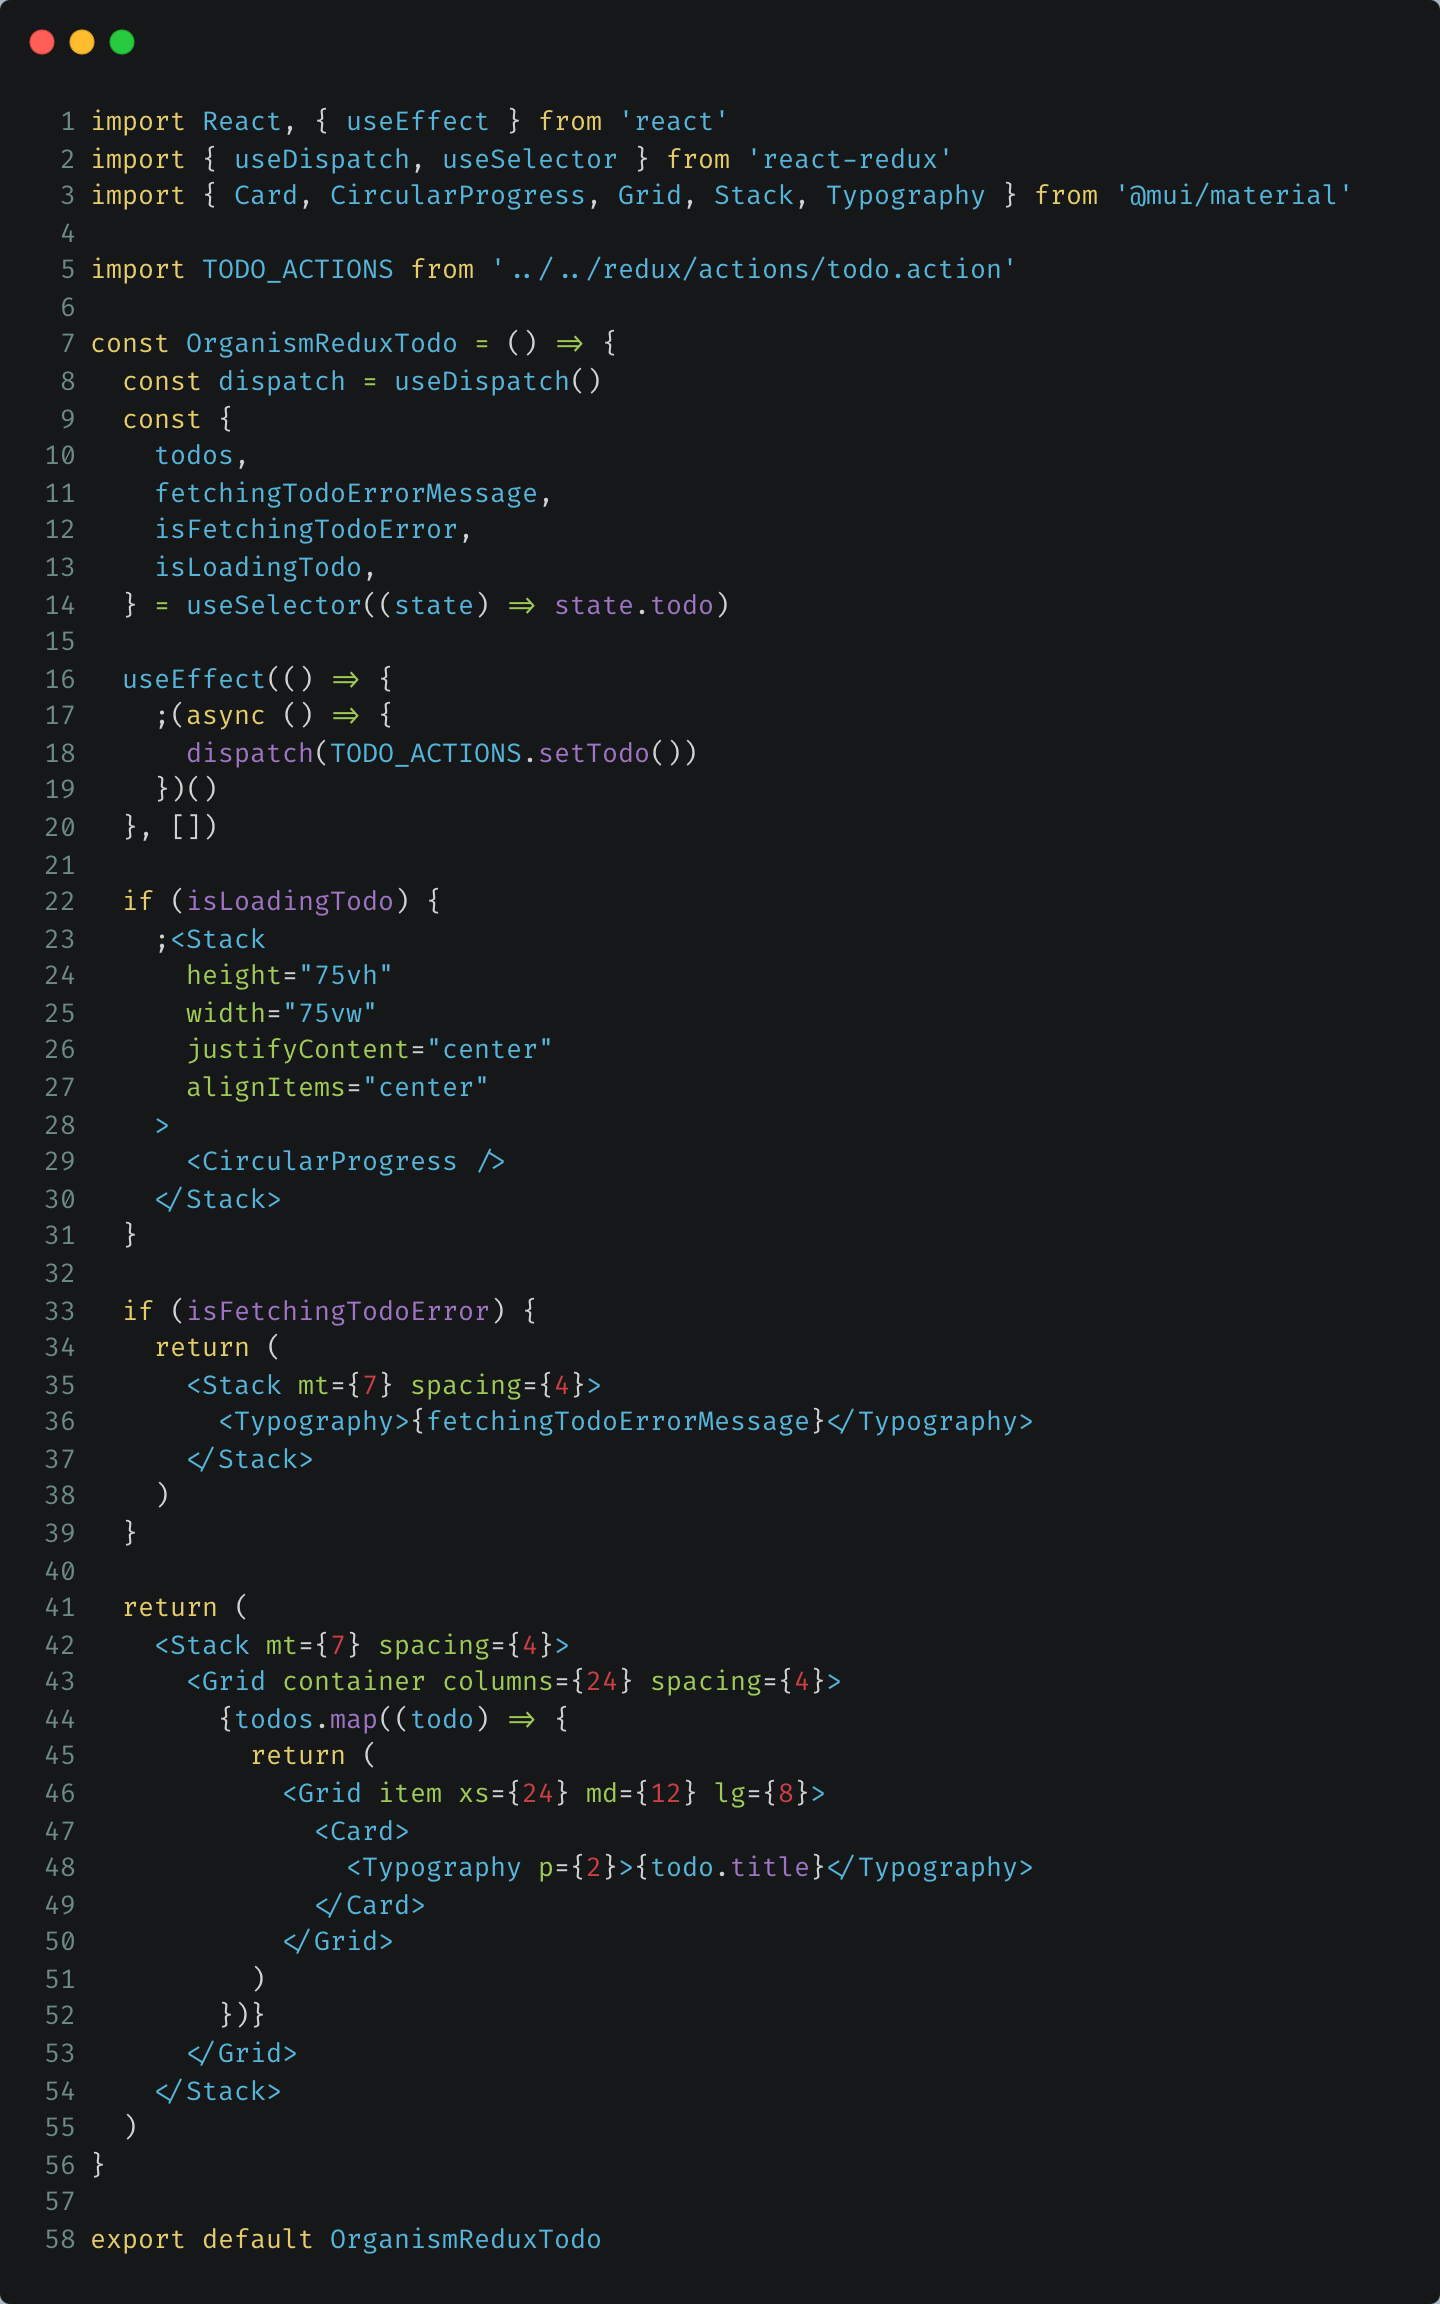 1 import React, { useEffect } from 'react'
2 import { useDispatch, useSelector } from 'react-redux'
3 import { Card, CircularProgress, Grid, Stack, Typography } from '@mui/material'
4
5 import TODO_ACTIONS from '../../redux/actions/todo.action'
6
7 const OrganismReduxTodo = () => {
8   const dispatch = useDispatch()
9   const {
10     todos,
11     fetchingTodoErrorMessage,
12     isFetchingTodoError,
13     isLoadingTodo,
14   } = useSelector((state) => state.todo)
15
16   useEffect(() => {
17     ;(async () => {
18       dispatch(TODO_ACTIONS.setTodo())
19     })()
20   }, [])
21
22   if (isLoadingTodo) {
23     ;<Stack
24       height="75vh"
25       width="75vw"
26       justifyContent="center"
27       alignItems="center"
28     >
29       <CircularProgress />
30     </Stack>
31   }
32
33   if (isFetchingTodoError) {
34     return (
35       <Stack mt={7} spacing={4}>
36         <Typography>{fetchingTodoErrorMessage}</Typography>
37       </Stack>
38     )
39   }
40
41   return (
42     <Stack mt={7} spacing={4}>
43       <Grid container columns={24} spacing={4}>
44         {todos.map((todo) => {
45           return (
46             <Grid item xs={24} md={12} lg={8}>
47               <Card>
48                 <Typography p={2}>{todo.title}</Typography>
49               </Card>
50             </Grid>
51           )
52         })}
53       </Grid>
54     </Stack>
55   )
56 }
57
58 export default OrganismReduxTodo